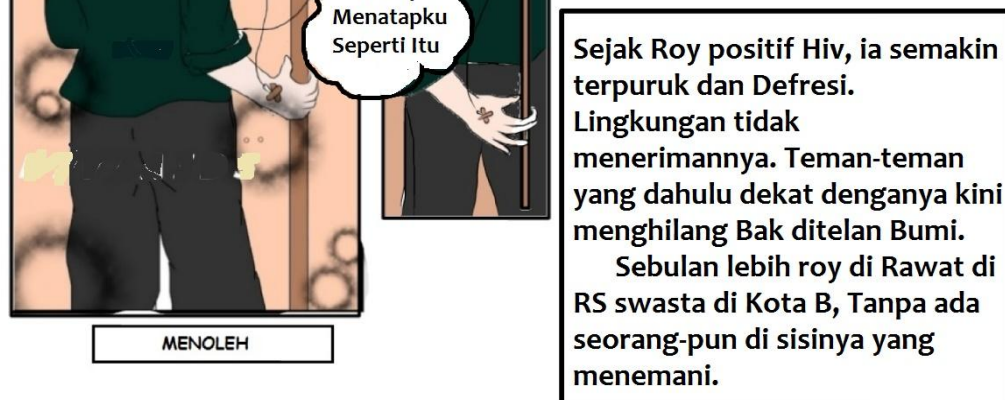 Menatapku
Seperti Itu
MENOLEH
Sejak Roy positif Hiv, ia semakin
terpuruk dan Defresi.
Lingkungan tidak
menerimannya. Teman-teman
yang dahulu dekat denganya kini
menghilang Bak ditelan Bumi.
Sebulan lebih roy di Rawat di
RS swasta di Kota B, Tanpa ada
seorang-pun di sisinya yang
menemani.